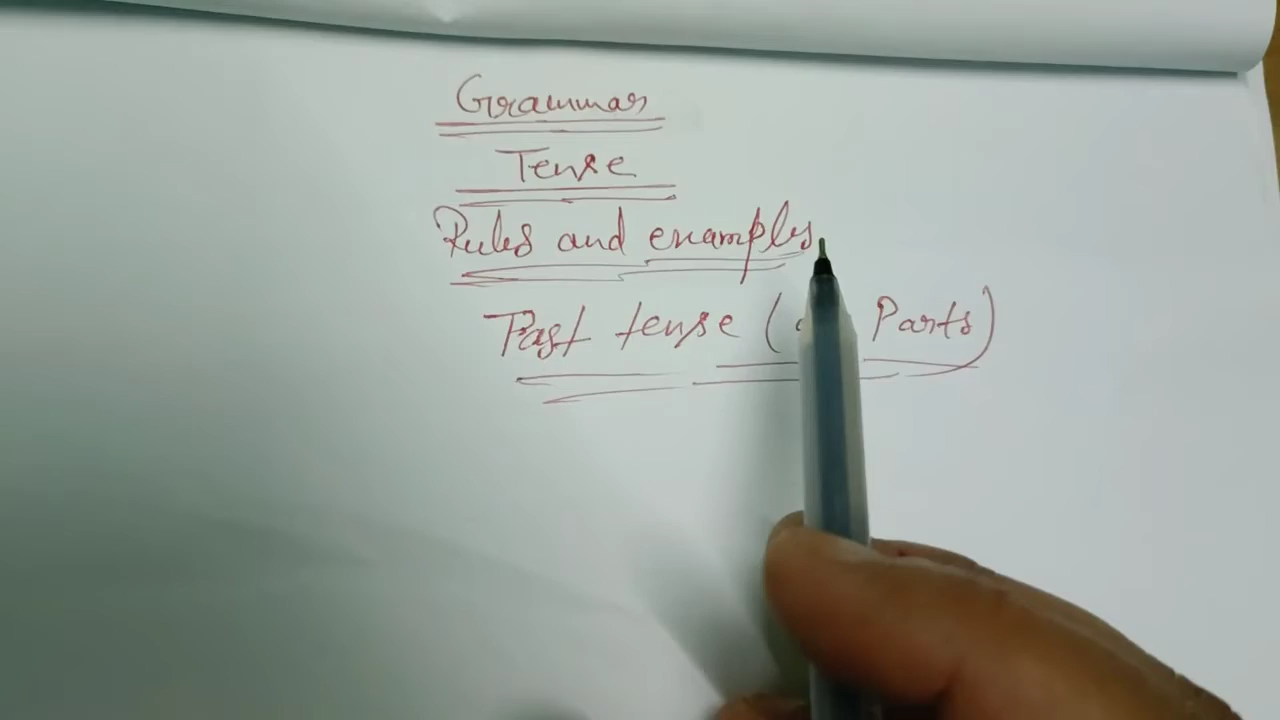 Grammar
Tense
Rules and examples
Past tense ( Parts)